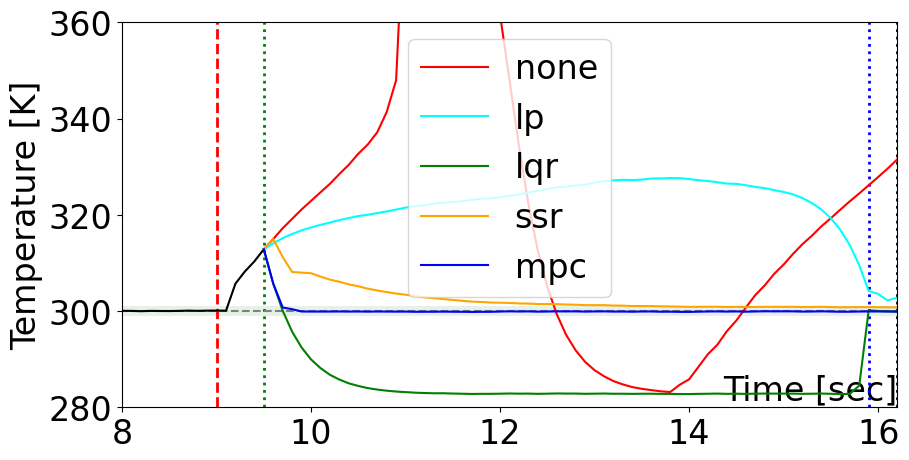 Temperature [K]
360
340
320
300
280
none
lp
lqr
ssr
mpc
Time [sec]
8 10 12 14 16